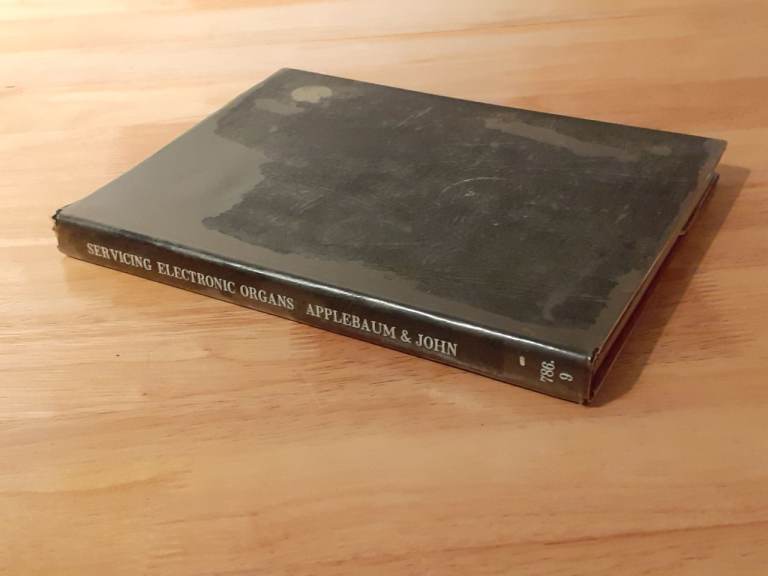 SERVICING ELECTRONIC ORGANS APPLEBAUM & JOHN
786.
9